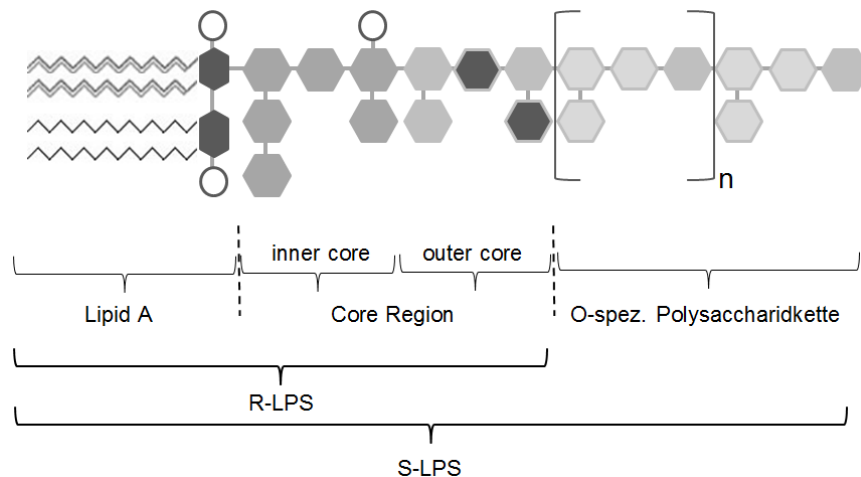 n
inner core
outer core
Lipid A
Core Region
O-spez. Polysaccharidkette
R-LPS
S-LPS